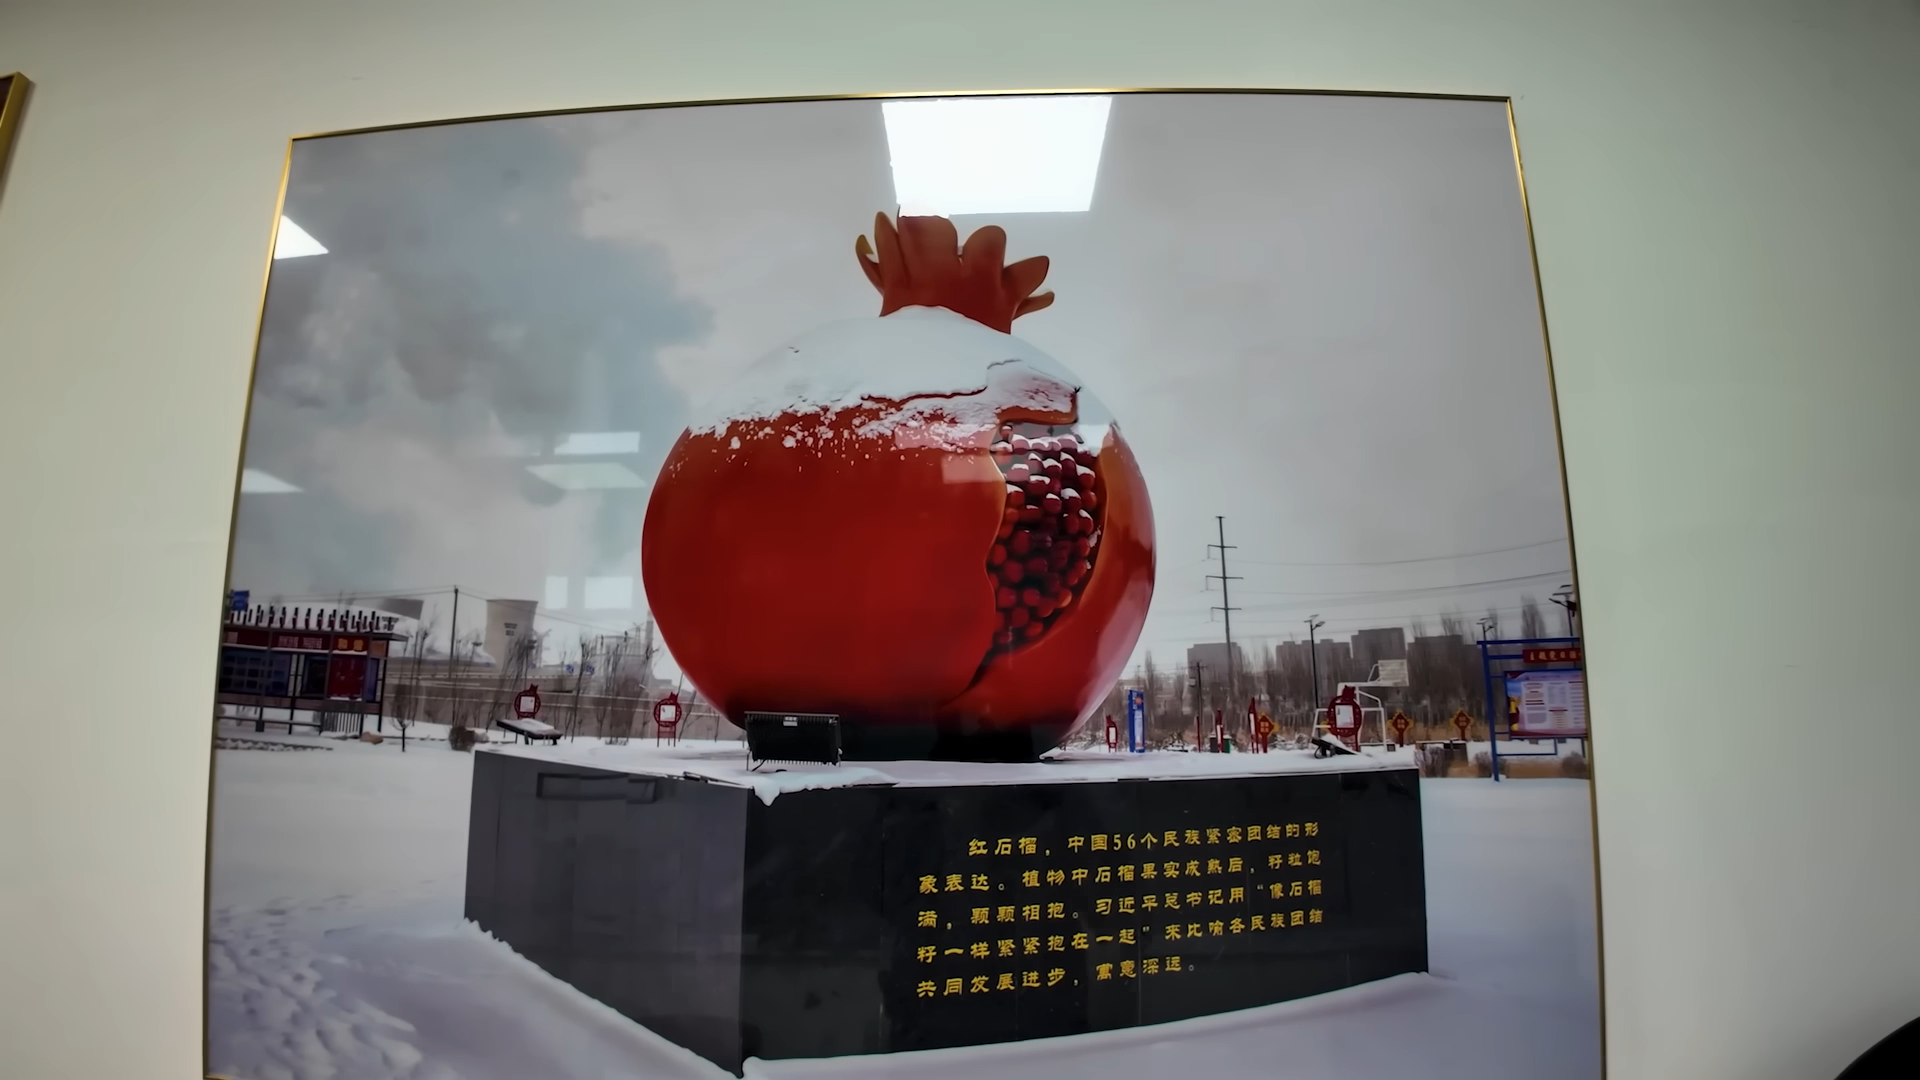 红石榴，中国56个民族紧密团结的形
象表达。植物中石榴果实成熟后，籽粒饱
满，颗颗相抱。习近平总书记用“像石榴
籽一样紧紧抱在一起”来比喻各民族团结
共同发展进步，寓意深远。